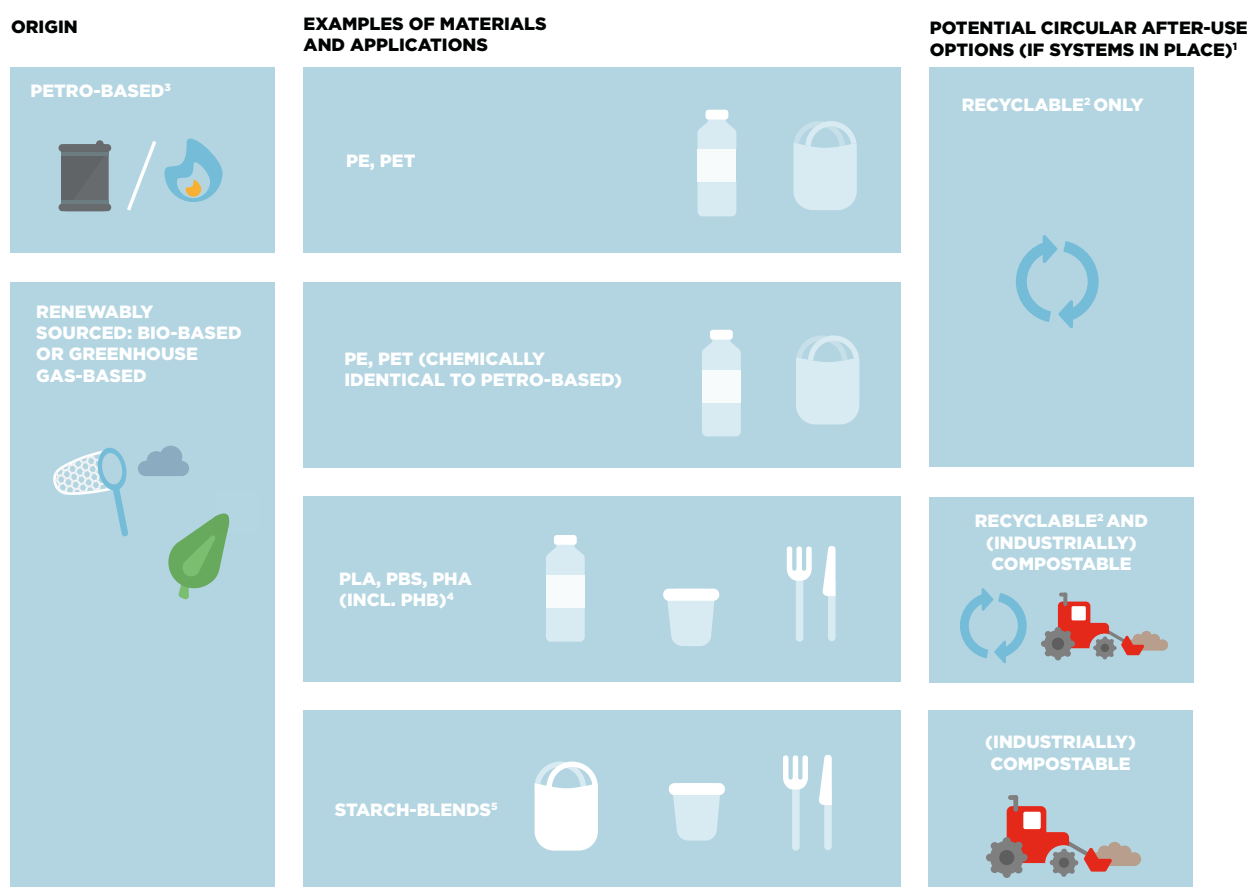 ORIGIN
EXAMPLES OF MATERIALS
AND APPLICATIONS
POTENTIAL CIRCULAR AFTER-USE
OPTIONS (IF SYSTEMS IN PLACE)¹
PETRO-BASED³
PE, PET
RECYCLABLE² ONLY
RENEWABLY
SOURCED: BIO-BASED
OR GREENHOUSE
GAS-BASED
PE, PET (CHEMICALLY
IDENTICAL TO PETRO-BASED)
PLA, PBS, PHA
(INCL. PHB)⁴
RECYCLABLE² AND
(INDUSTRIALLY)
COMPOSTABLE
STARCH-BLENDS⁵
(INDUSTRIALLY)
COMPOSTABLE